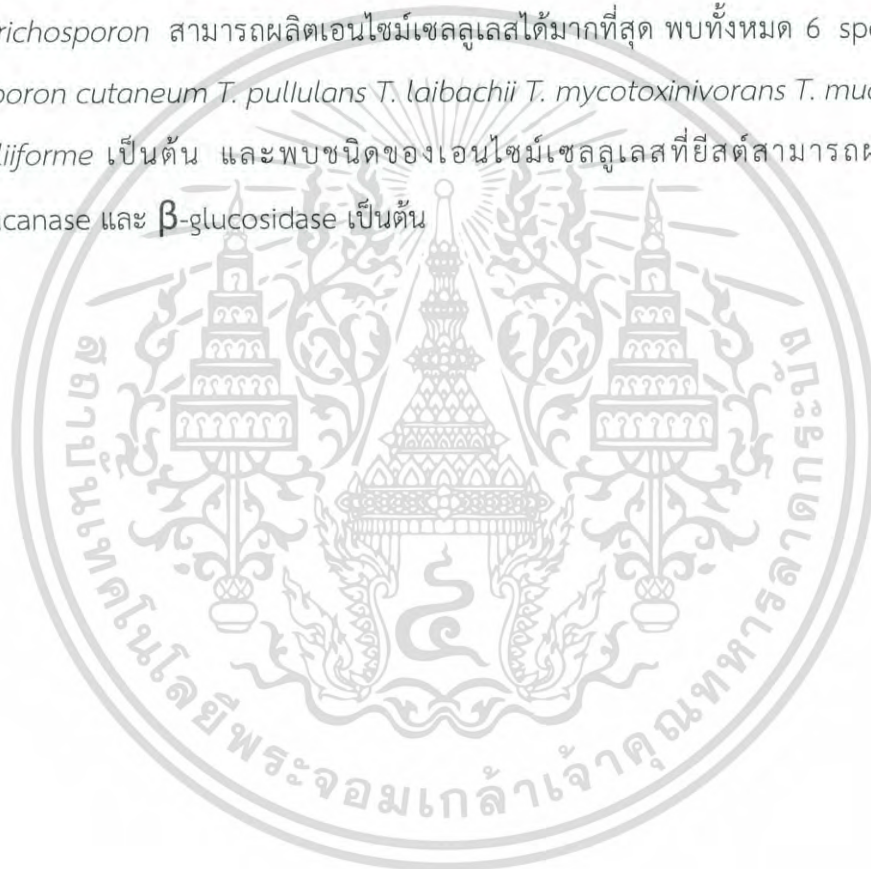 richosporon สามารถผลิตเอนไซม์เซลลูเลสได้มากที่สุด พบทั้งหมด 6 spe
poron cutaneum T. pullulans T. laibachii T. mycotoxinivorans T. muc
liiforme เป็นต้น และพบชนิดของเอนไซม์เซลลูเลสที่ยีสต์สามารถผ
ucanase และ β-glucosidase เป็นต้น
สถาบันเทคโนโลยีพระจอมเกล้าเจ้าคุณทหารลาดกระบัง